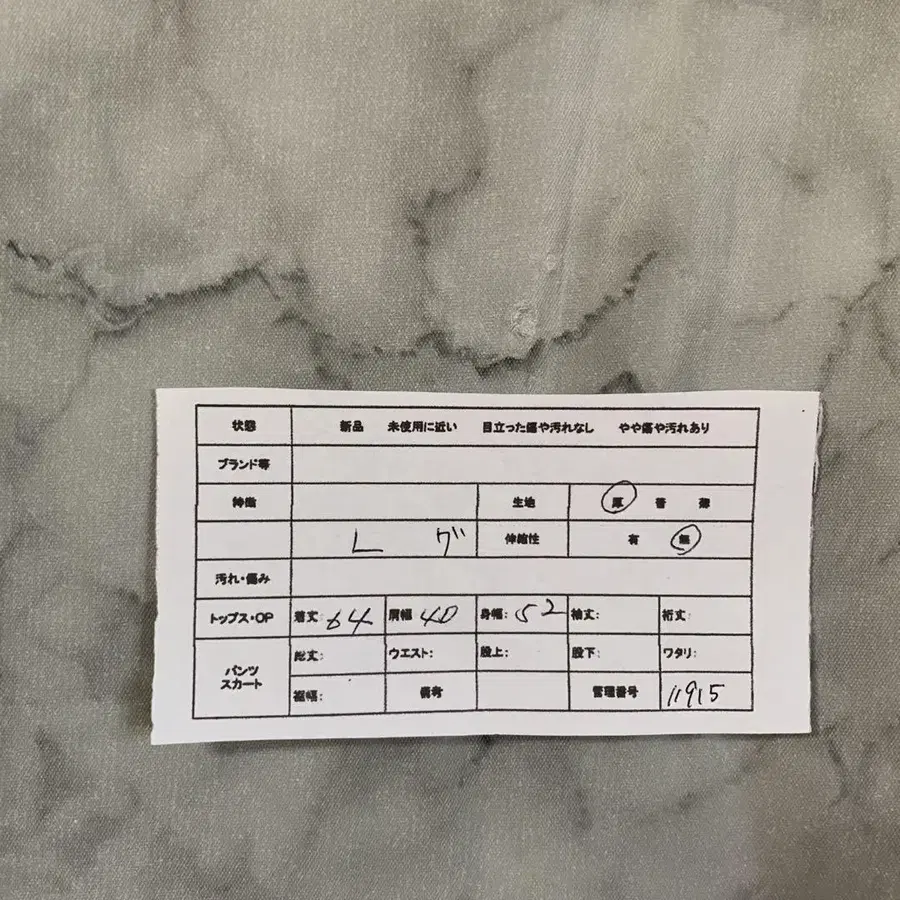 状態 新品 未使用に近い 目立った傷や汚れなし やや傷や汚れあり
ブランド等
特徴 生地 厚 普 薄
L グ 伸縮性 有 無
汚れ・傷み
トップス・OP 着丈: 64 肩幅: 40 身幅: 52 袖丈: 裄丈:
パンツ スカート 総丈: ウエスト: 股上: 股下: ワタリ:
裾幅: 備考 管理番号 11915